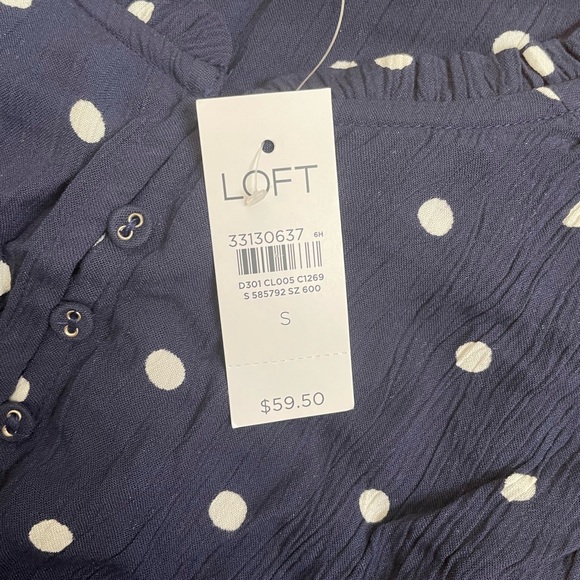 LOFT
33130637 6H
D301 CL005 C1269
S 585792 SZ 600
S
$59.50